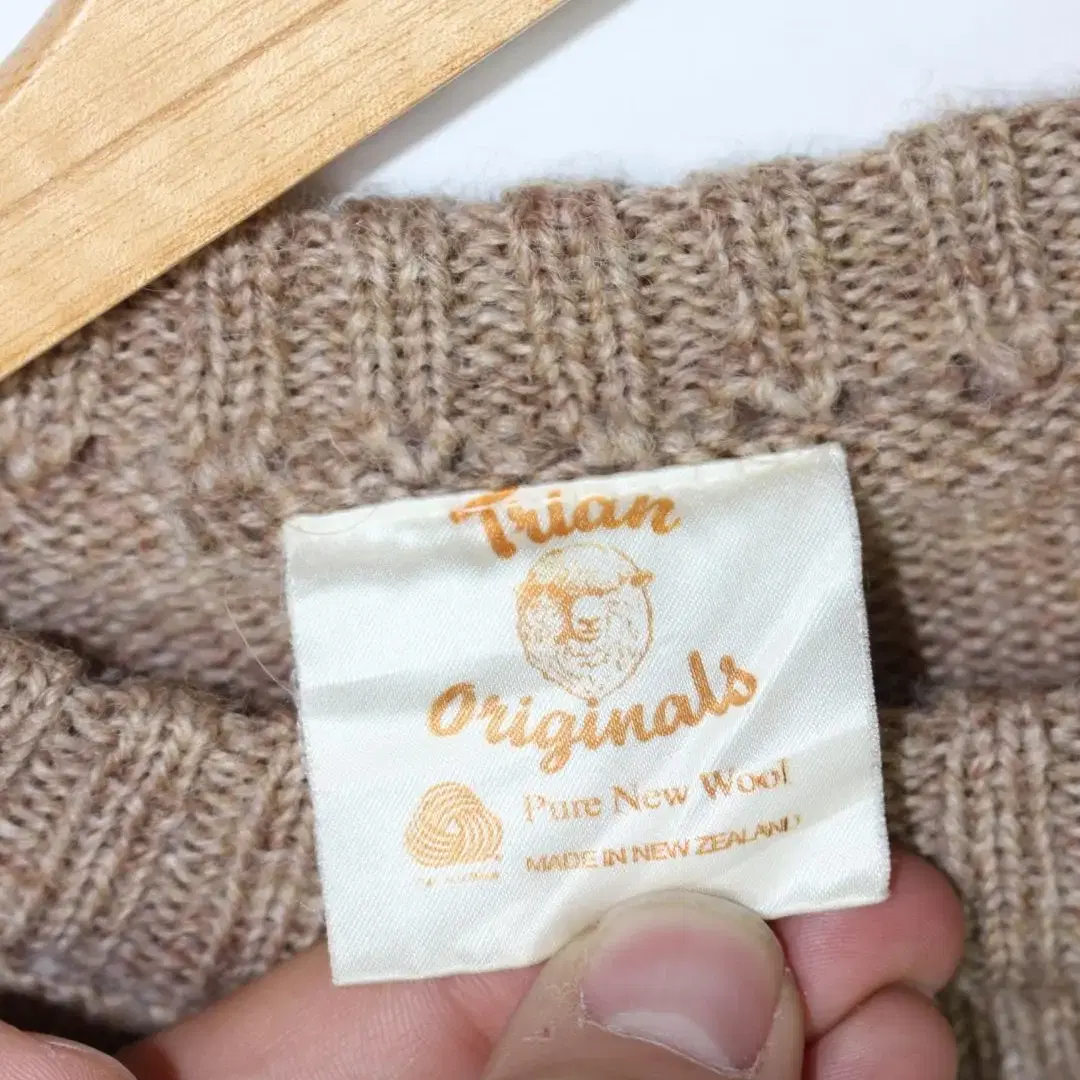 Trian
Originals
Pure New Wool
MADE IN NEW ZEALAND